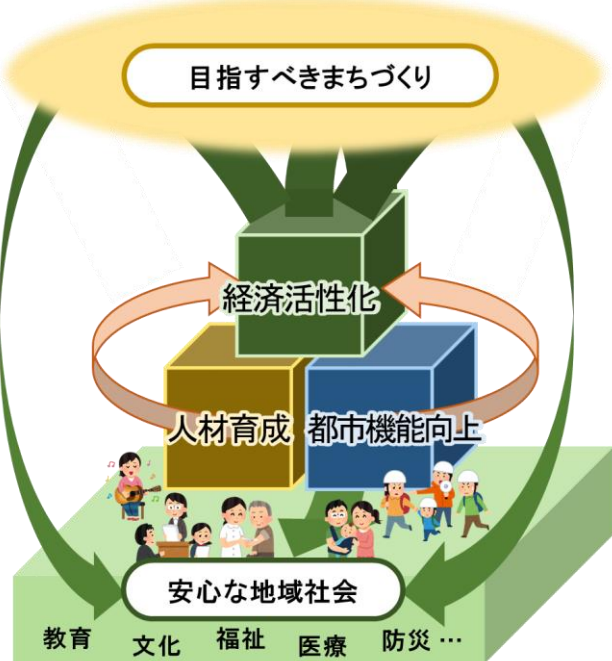 目指すべきまちづくり
経済活性化
人材育成
都市機能向上
安心な地域社会
教育
文化
福祉
医療
防災…